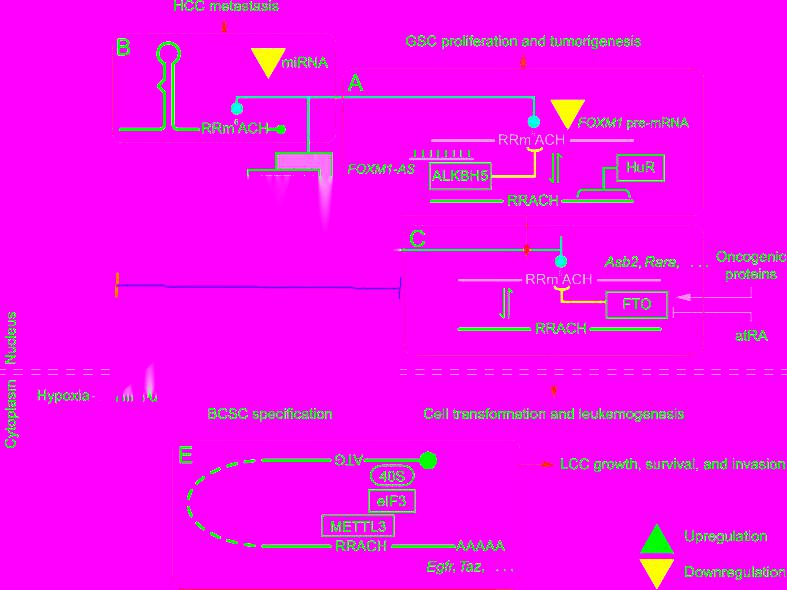 HCC metastasis
B
miRNA
RRm⁶ACH
GSC proliferation and tumorigenesis
A
FOXM1 pre-mRNA
RRm⁶ACH
FOXM1-AS
ALKBH5
HuR
RRACH
C
Asb2, Rara, ...
Oncogenic
proteins
RRm⁶ACH
FTO
RRACH
atRA
Nucleus
Cytoplasm
Hypoxia
BCSC specification
Cell transformation and leukemogenesis
E
ATG
40S
eIF3
METTL3
RRACH
AAAAA
Egfr, Taz, ...
LCC growth, survival, and invasion
Upregulation
Downregulation